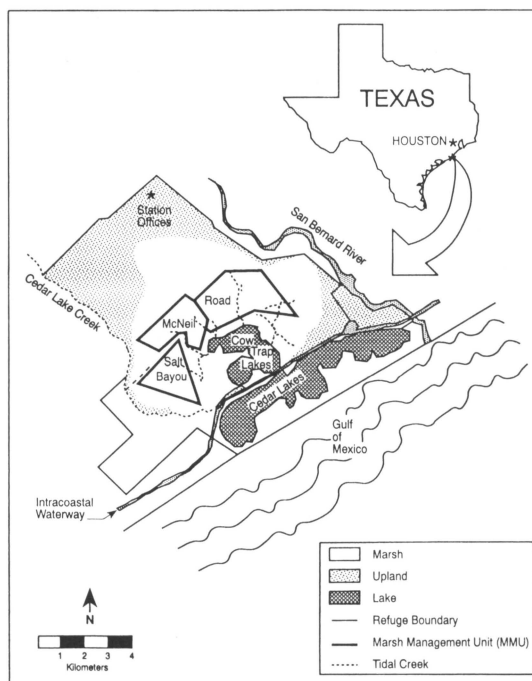 TEXAS
HOUSTON
San Bernard River
Station
Offices
Cedar Lake Creek
Road
McNeil
Cow
Trap
Lakes
Salt
Bayou
Cedar Lakes
Gulf
of
Mexico
Intracoastal
Waterway
N
1 2 3 4
Kilometers
Marsh
Upland
Lake
Refuge Boundary
Marsh Management Unit (MMU)
Tidal Creek